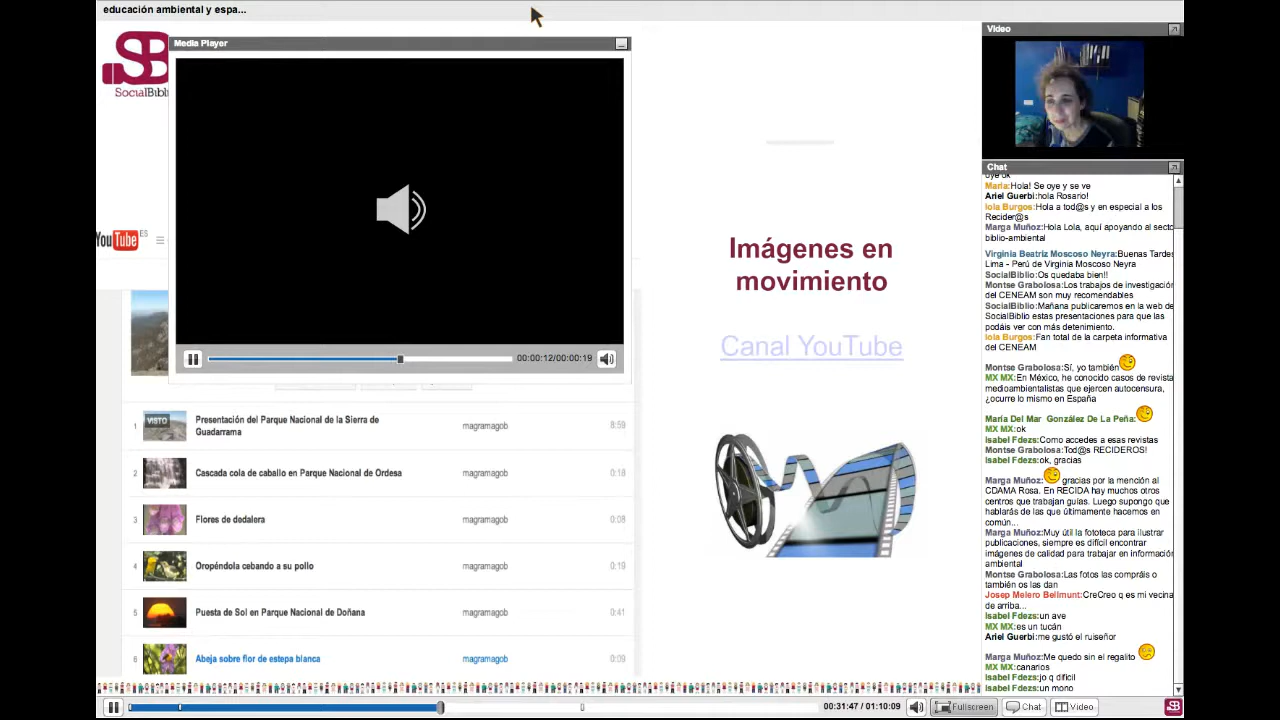 educación ambiental y espa...
SocialBiblio
Media Player
00:00:12/00:00:19
YouTube ES
1 VISTO Presentación del Parque Nacional de la Sierra de
Guadarrama magramagob 8:59
2 Cascada cola de caballo en Parque Nacional de Ordesa magramagob 0:18
3 Flores de dedalera magramagob 0:08
4 Oropéndola cebando a su pollo magramagob 0:19
5 Puesta de Sol en Parque Nacional de Doñana magramagob 0:41
6 Abeja sobre flor de estepa blanca magramagob 0:09
Imágenes en
movimiento
Canal YouTube
Video
Chat
oye ok
María:Hola! Se oye y se ve
Ariel Guerbi:hola Rosario!
lola Burgos:Hola a tod@s y en especial a los
Recider@s
Marga Muñoz:Hola Lola, aquí apoyando al secto
biblio-ambiental
Virginia Beatriz Moscoso Neyra:Buenas Tardes
Lima - Perú de Virginia Moscoso Neyra
SocialBiblio:Os quedaba bien!!
Montse Grabolosa:Los trabajos de investigación
del CENEAM son muy recomendables
SocialBiblio:Mañana publicaremos en la web de
SocialBiblio estas presentaciones para que las
podáis ver con más detenimiento.
lola Burgos:Fan total de la carpeta informativa
del CENEAM
Montse Grabolosa:Sí, yo también
MX MX:En México, he conocido casos de revista
medioambientalistas que ejercen autocensura,
¿ocurre lo mismo en España
María Del Mar González De La Peña:
MX MX:ok
Isabel Fdezs:Como accedes a esas revistas
Montse Grabolosa:Tod@s RECIDEROS!
Isabel Fdezs:ok, gracias
Marga Muñoz: gracias por la mención al
CDAMA Rosa. En RECIDA hay muchos otros
centros que trabajan guías. Luego supongo que
hablarás de las que últimamente hacemos en
común...
Marga Muñoz:Muy útil la fototeca para ilustrar
publicaciones, siempre es difícil encontrar
imágenes de calidad para trabajar en información
ambiental
Montse Grabolosa:Las fotos las compráis o
también os las dan
Josep Melero Bellmunt:CreCreo q es mi vecina
de arriba...
Isabel Fdezs:un ave
MX MX:es un tucán
Ariel Guerbi:me gustó el ruiseñor
Marga Muñoz:Me quedo sin el regalito
MX MX:canarios
Isabel Fdezs:jo q difícil
Isabel Fdezs:un mono
00:31:47 / 01:10:09
Fullscreen
Chat
Video
SB